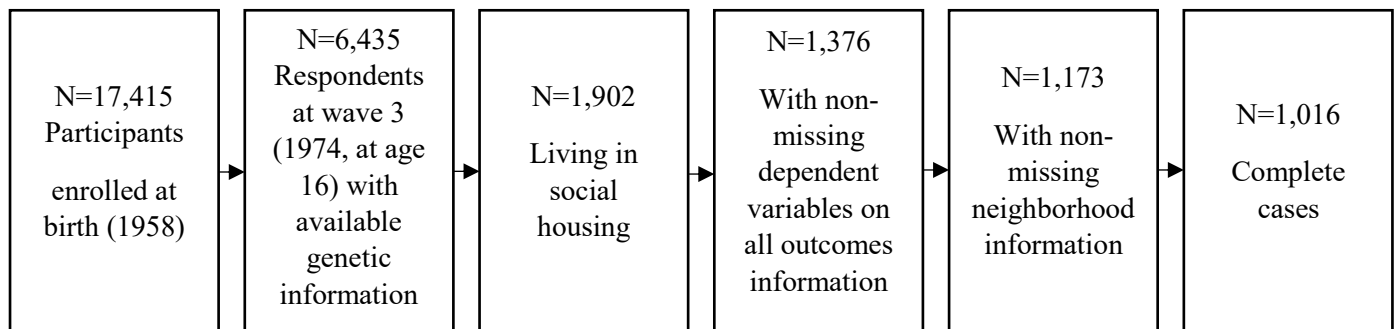 N=17,415
Participants
enrolled at
birth (1958)
N=6,435
Respondents
at wave 3
(1974, at age
16) with
available
genetic
information
N=1,902
Living in
social
housing
N=1,376
With non-
missing
dependent
variables on
all outcomes
information
N=1,173
With non-
missing
neighborhood
information
N=1,016
Complete
cases